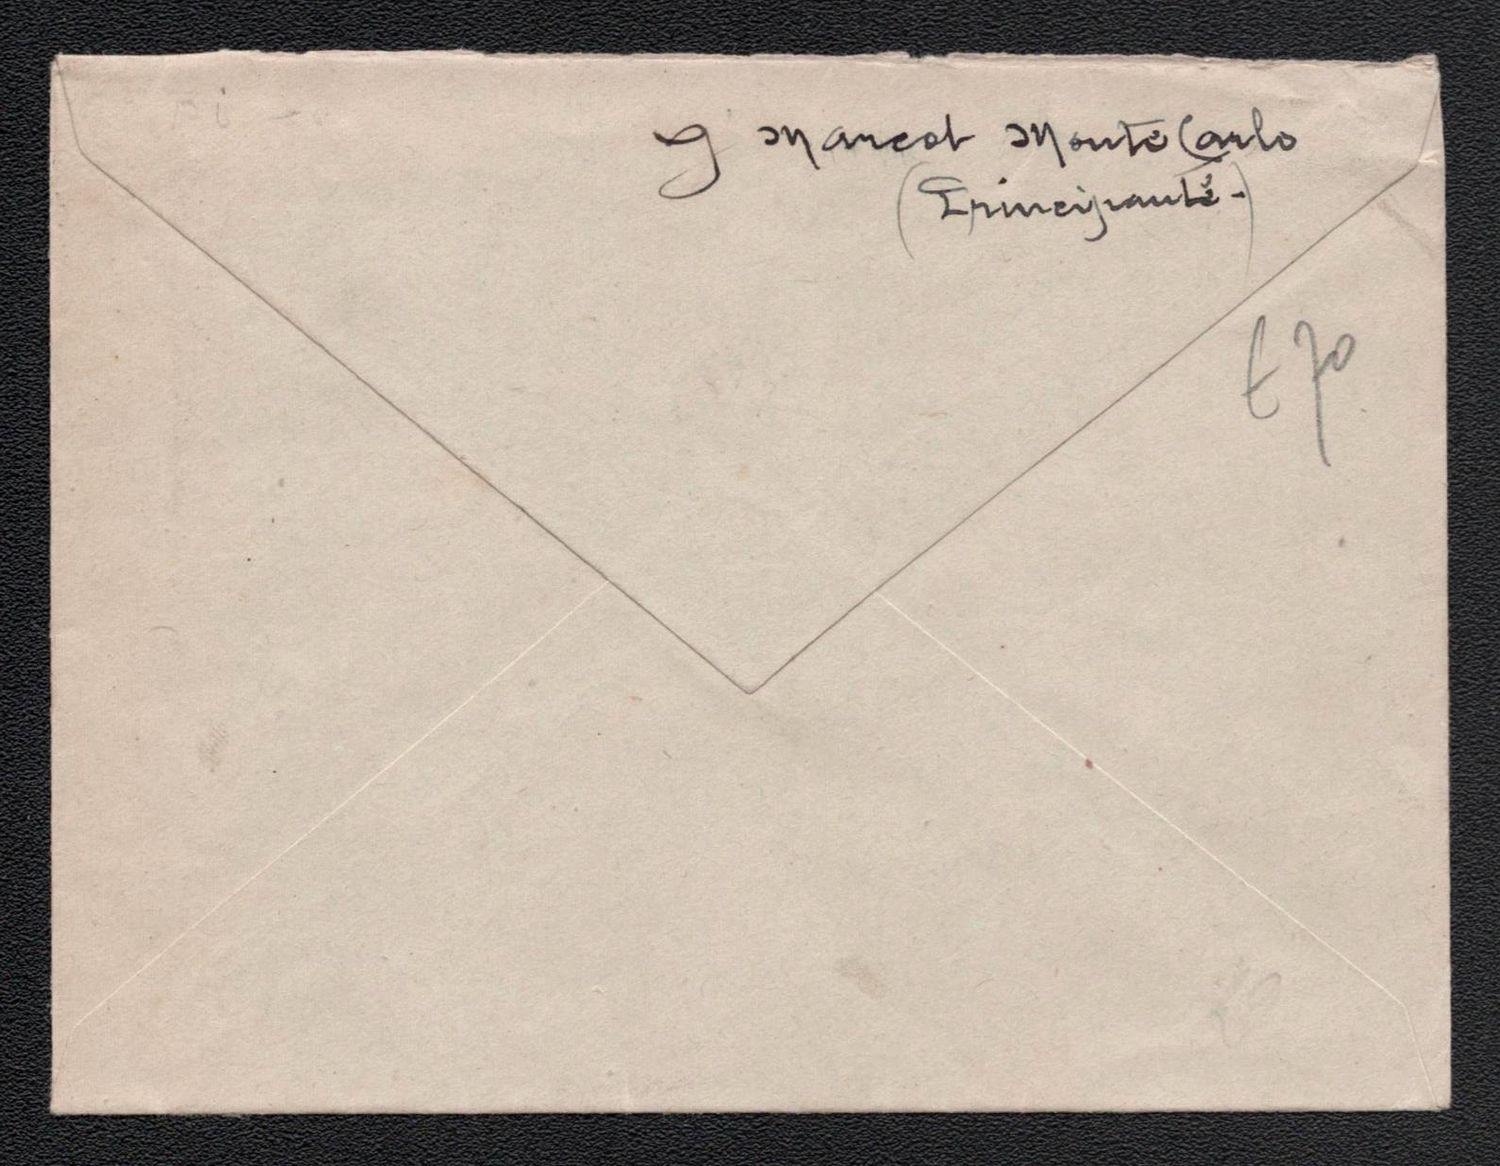 J Marcot Monte Carlo
(Principauté-)
E 70